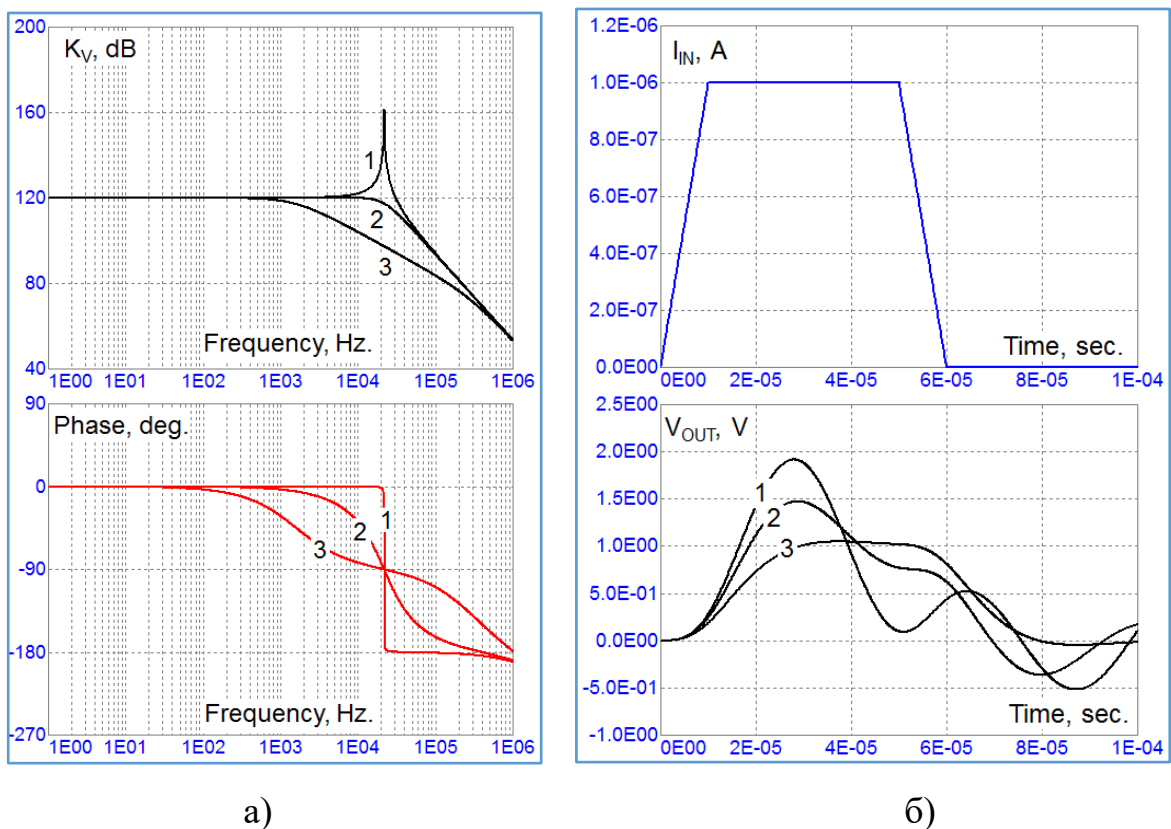 200
K_V, dB
160
1
120
2
3
80
Frequency, Hz.
40
1E00 1E01 1E02 1E03 1E04 1E05 1E06
90
Phase, deg.
0
1
2
3
-90
-180
Frequency, Hz.
-270
1E00 1E01 1E02 1E03 1E04 1E05 1E06
а)
1.2E-06
I_IN, A
1.0E-06
8.0E-07
6.0E-07
4.0E-07
2.0E-07
Time, sec.
0.0E00
0E00 2E-05 4E-05 6E-05 8E-05 1E-04
2.5E00
V_OUT, V
2.0E00
1
1.5E00
2
1.0E00
3
5.0E-01
0.0E00
-5.0E-01
Time, sec.
-1.0E00
0E00 2E-05 4E-05 6E-05 8E-05 1E-04
б)